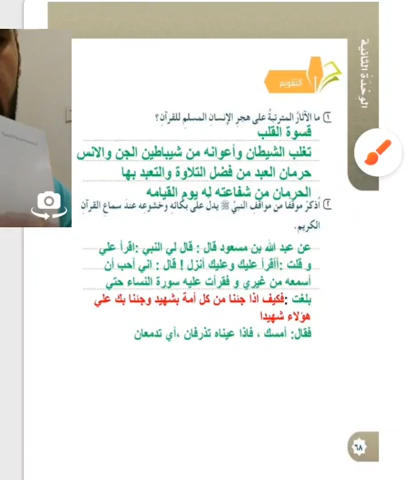 الوحدة الثانية
التقويم
١ ما الآثار المترتبة على هجر الإنسان المسلم للقرآن؟
قسوة القلب
تغلب الشيطان وأعوانه من شيباطين الجن والانس
حرمان العبد من فضل التلاوة والتعبد بها
الحرمان من شفاعته له يوم القيامه
٢ أذكر موقفا من مواقف النبي ﷺ يدل على بكائه وخشوعه عند سماع القرآن
الكريم.
عن عبد الله بن مسعود قال : قال لي النبي :اقرأ علي
و قلت :أأقرأ عليك وعليك أنزل ! قال : اني أحب أن
أسمعه من غيري و فقرأت عليه سورة النساء حتي
بلغت :فكيف اذا جئنا من كل أمة بشهيد وجئنا بك علي
هؤلاء شهيدا
فقال: أمسك ، فاذا عيناه تذرفان ،أي تدمعان
٦٨